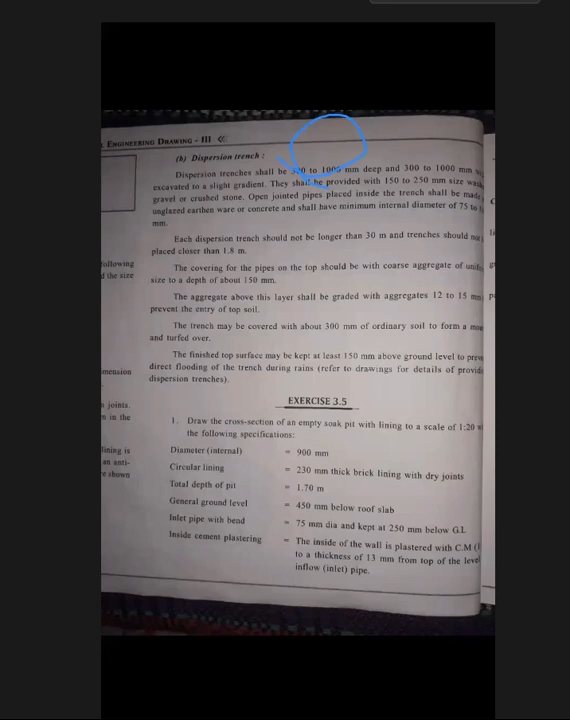 ENGINEERING DRAWING - III «
(b) Dispersion trench :
Dispersion trenches shall be to 1000 mm deep and 300 to 1000 mm
excavated to a slight gradient. They shall be provided with 150 to 250 mm size
gravel or crushed stone. Open jointed pipes placed inside the trench shall be made
unglazed earthen ware or concrete and shall have minimum internal diameter of 75 to
mm.
Each dispersion trench should not be longer than 30 m and trenches should
placed closer than 1.8 m.
The covering for the pipes on the top should be with coarse aggregate of
size to a depth of about 150 mm.
The aggregate above this layer shall be graded with aggregates 12 to 15 mm
prevent the entry of top soil.
The trench may be covered with about 300 mm of ordinary soil to form a
and turfed over.
The finished top surface may be kept at least 150 mm above ground level to
direct flooding of the trench during rains (refer to drawings for details of
dispersion trenches).
following
d the size
mension
joints.
in the
lining is
an anti-
shown
EXERCISE 3.5
1. Draw the cross-section of an empty soak pit with lining to a scale of 1:20
the following specifications:
Diameter (internal) = 900 mm
Circular lining = 230 mm thick brick lining with dry joints
Total depth of pit = 1.70 m
General ground level = 450 mm below roof slab
Inlet pipe with bend = 75 mm dia and kept at 250 mm below G.L
Inside cement plastering = The inside of the wall is plastered with C.M
to a thickness of 13 mm from top of the
inflow (inlet) pipe.